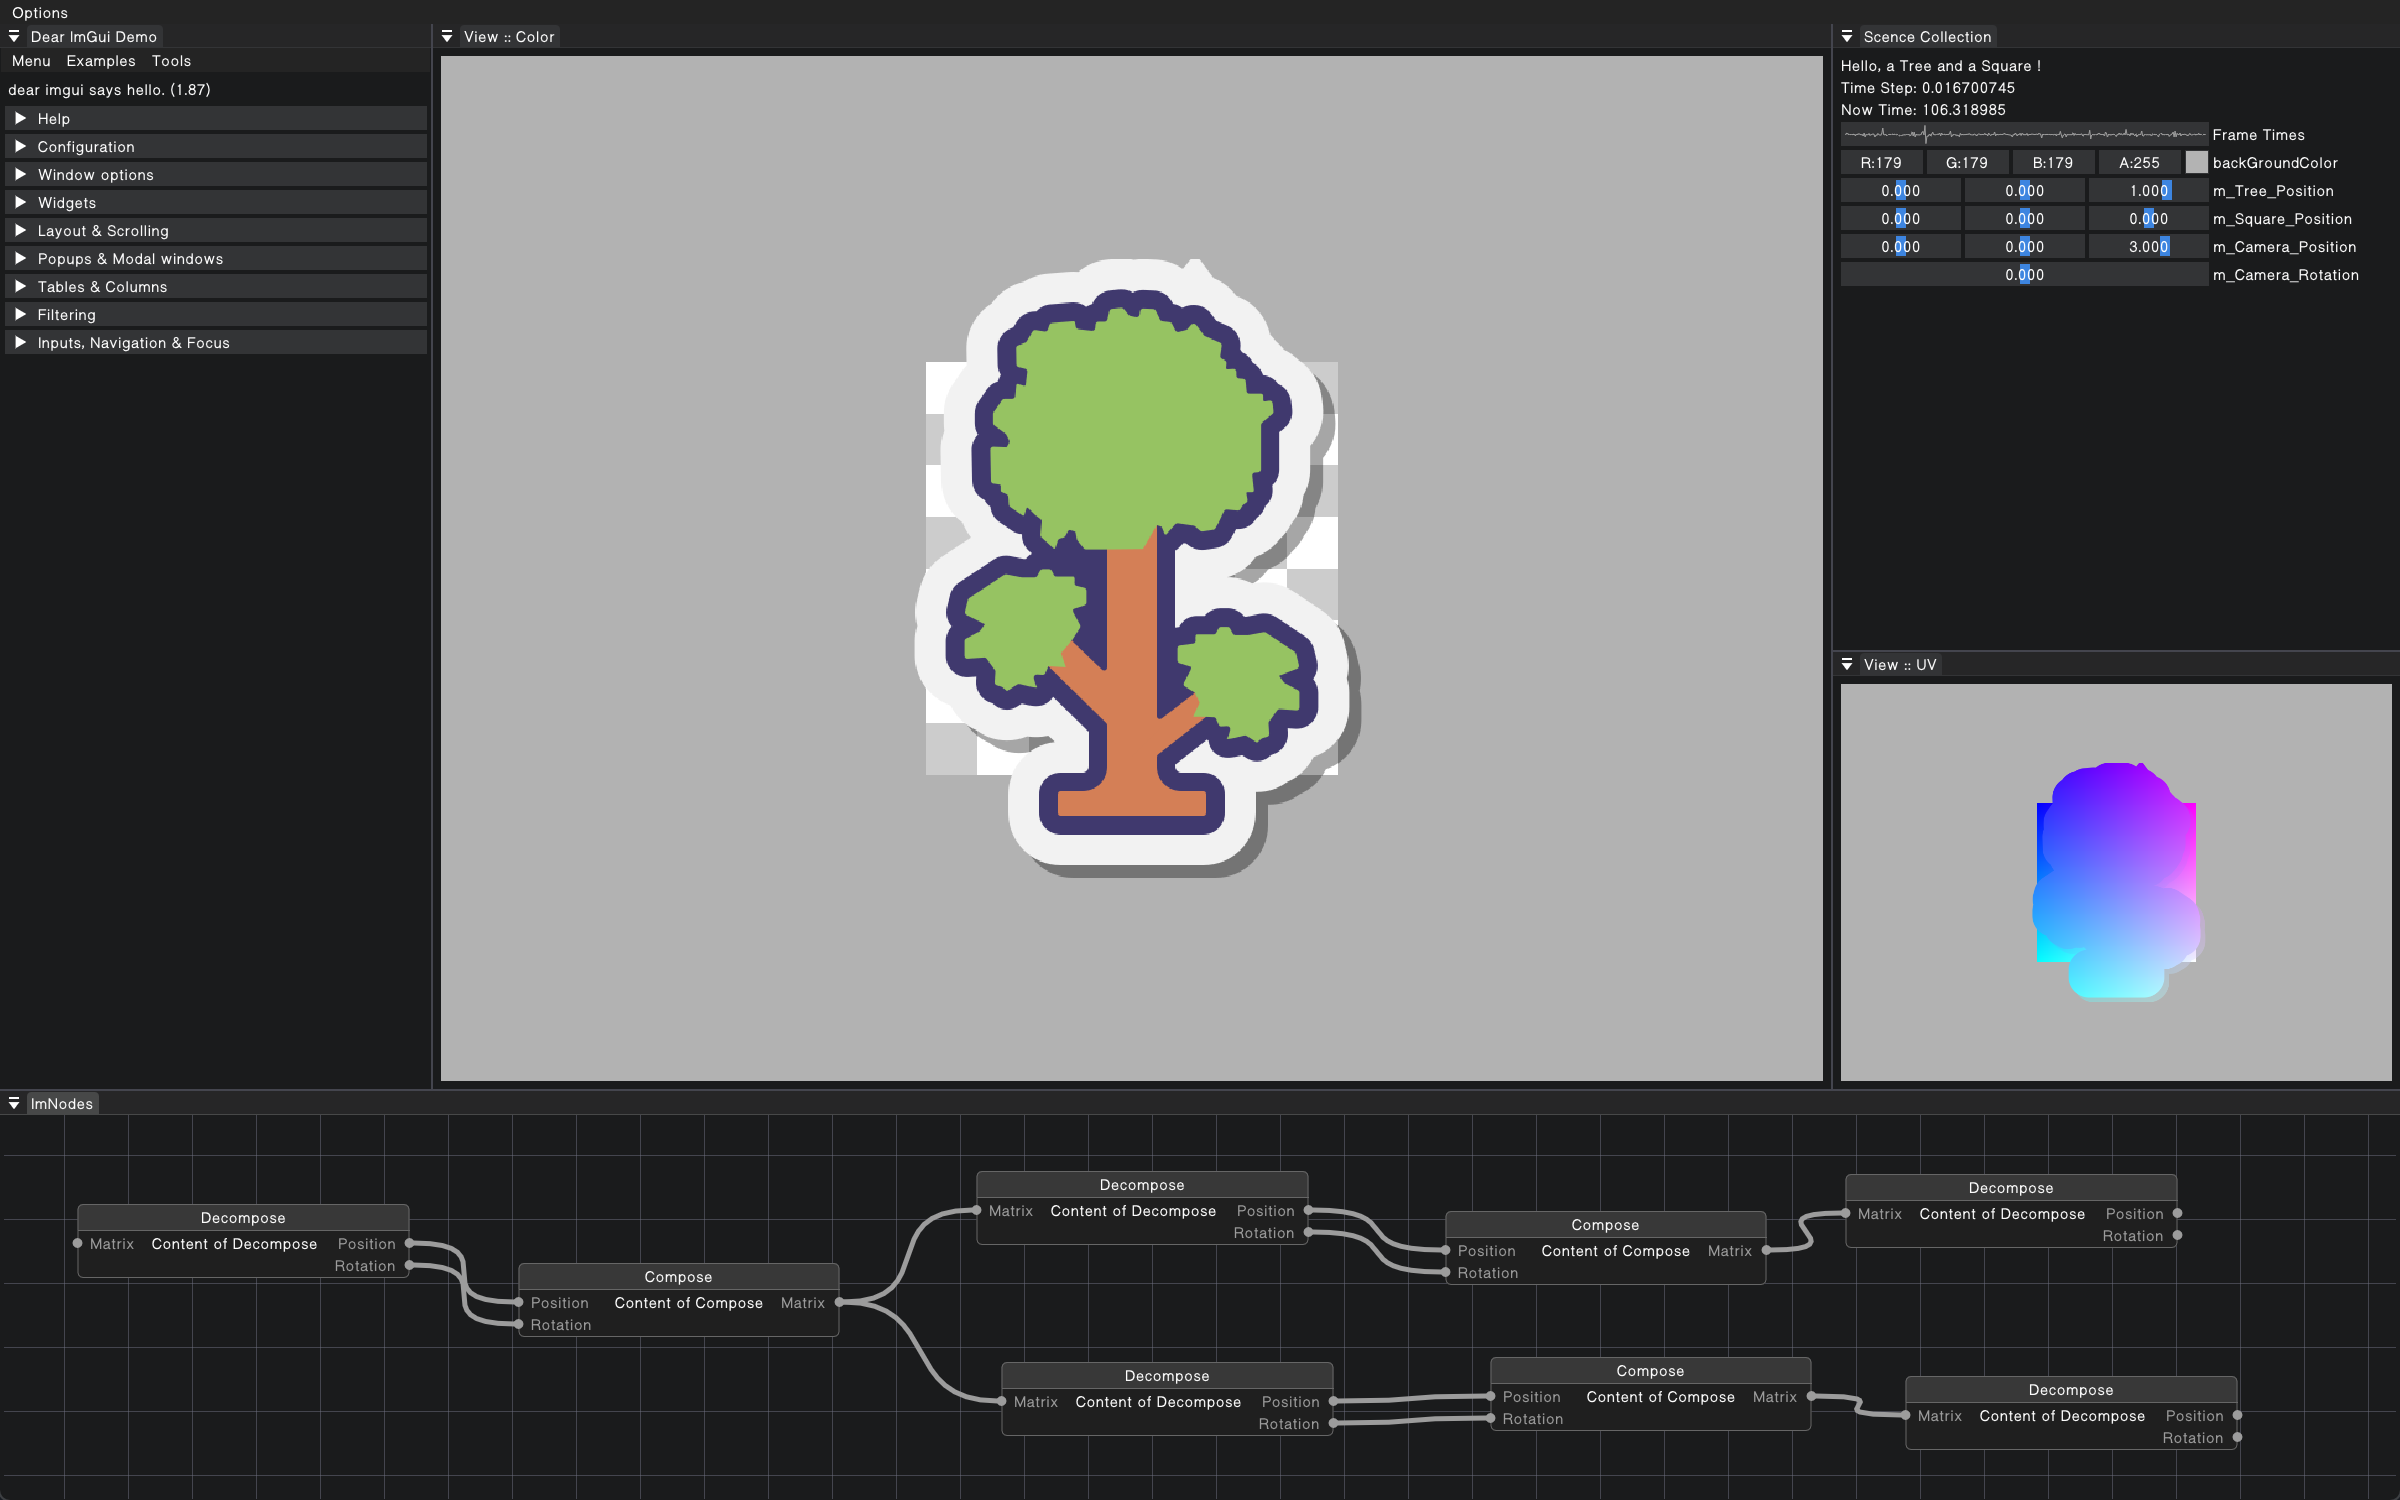 Options
Dear ImGui Demo
Menu Examples Tools
dear imgui says hello. (1.87)
Help
Configuration
Window options
Widgets
Layout & Scrolling
Popups & Modal windows
Tables & Columns
Filtering
Inputs, Navigation & Focus
View :: Color
Scence Collection
Hello, a Tree and a Square !
Time Step: 0.016700745
Now Time: 106.318985
Frame Times
R:179 G:179 B:179 A:255 backGroundColor
0.000 0.000 1.000 m_Tree_Position
0.000 0.000 0.000 m_Square_Position
0.000 0.000 3.000 m_Camera_Position
0.000 m_Camera_Rotation
View :: UV
ImNodes
Decompose
Matrix Content of Decompose Position
Rotation
Compose
Position Content of Compose Matrix
Rotation
Decompose
Matrix Content of Decompose Position
Rotation
Compose
Position Content of Compose Matrix
Rotation
Decompose
Matrix Content of Decompose Position
Rotation
Decompose
Matrix Content of Decompose Position
Rotation
Compose
Position Content of Compose Matrix
Rotation
Decompose
Matrix Content of Decompose Position
Rotation